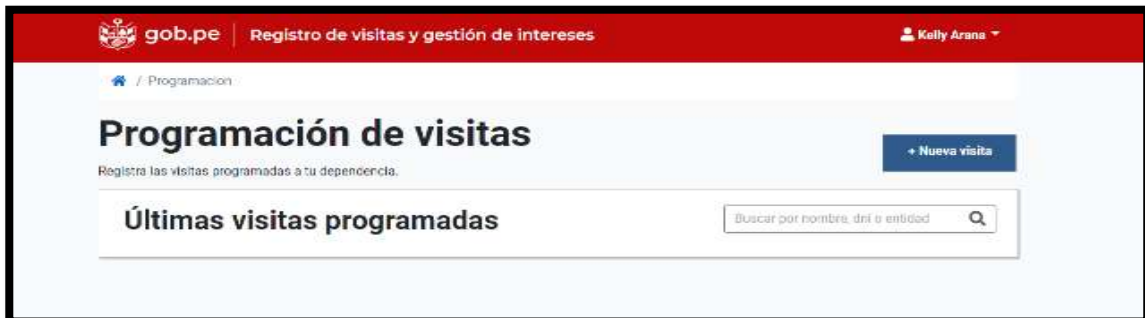 gob.pe | Registro de visitas y gestión de intereses
Kelly Arana
/ Programacion
Programación de visitas
+ Nueva visita
Registra las visitas programadas a tu dependencia.
Últimas visitas programadas
Buscar por nombre, dni o entidad